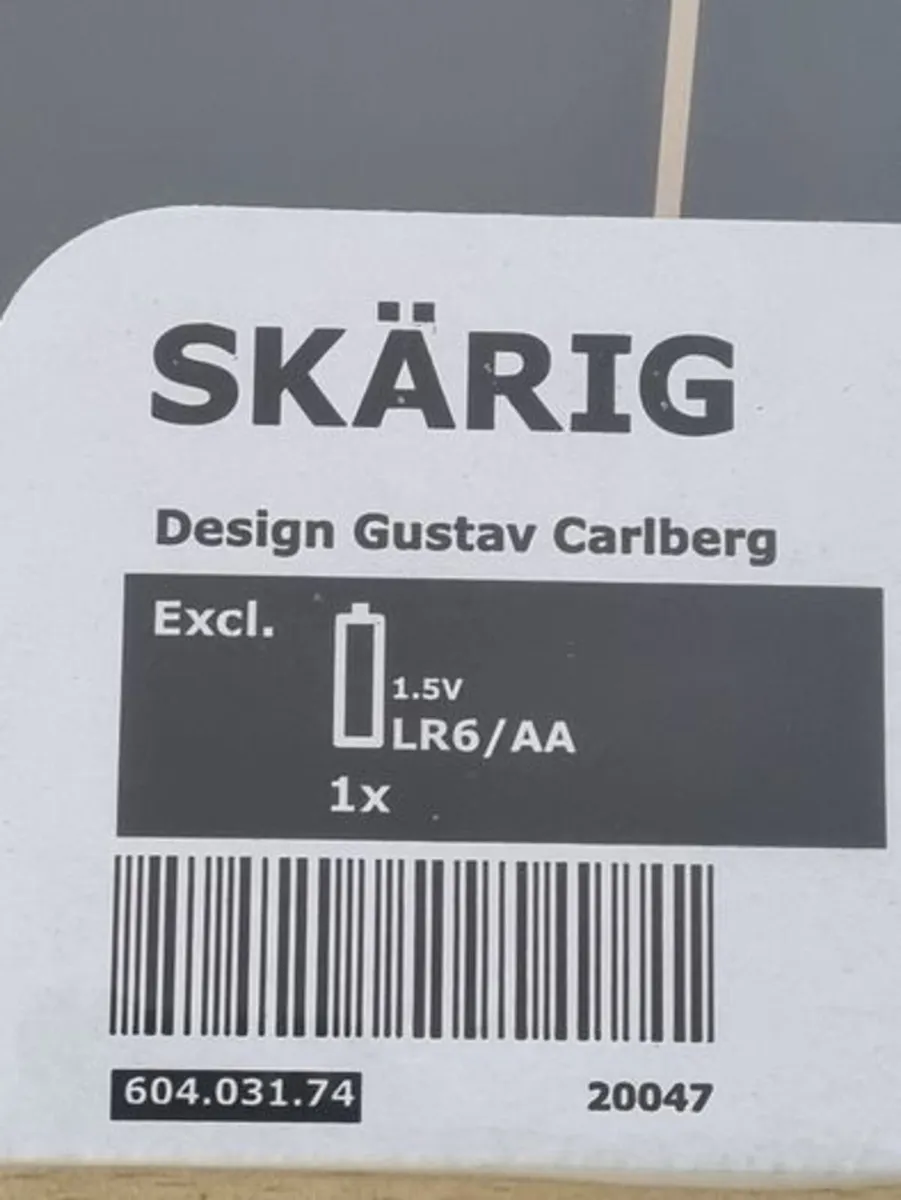 SKÄRIG
Design Gustav Carlberg
Excl.
1.5V
LR6/AA
1x
604.031.74 20047